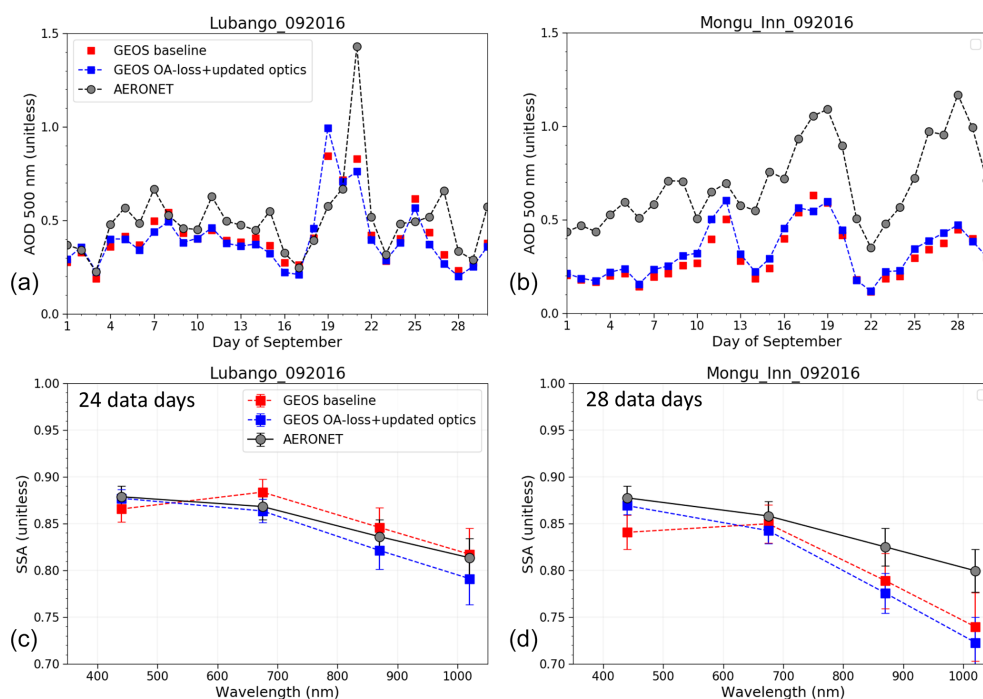 Lubango_092016
1.5
1.0
0.5
0.0
AOD 500 nm (unitless)
GEOS baseline
GEOS OA-loss+updated optics
AERONET
(a)
1 4 7 10 13 16 19 22 25 28
Day of September
Mongu_Inn_092016
1.5
1.0
0.5
0.0
AOD 500 nm (unitless)
(b)
1 4 7 10 13 16 19 22 25 28
Day of September
Lubango_092016
1.00
0.95
0.90
0.85
0.80
0.75
0.70
SSA (unitless)
24 data days
GEOS baseline
GEOS OA-loss+updated optics
AERONET
(c)
400 500 600 700 800 900 1000
Wavelength (nm)
Mongu_Inn_092016
1.00
0.95
0.90
0.85
0.80
0.75
0.70
SSA (unitless)
28 data days
(d)
400 500 600 700 800 900 1000
Wavelength (nm)